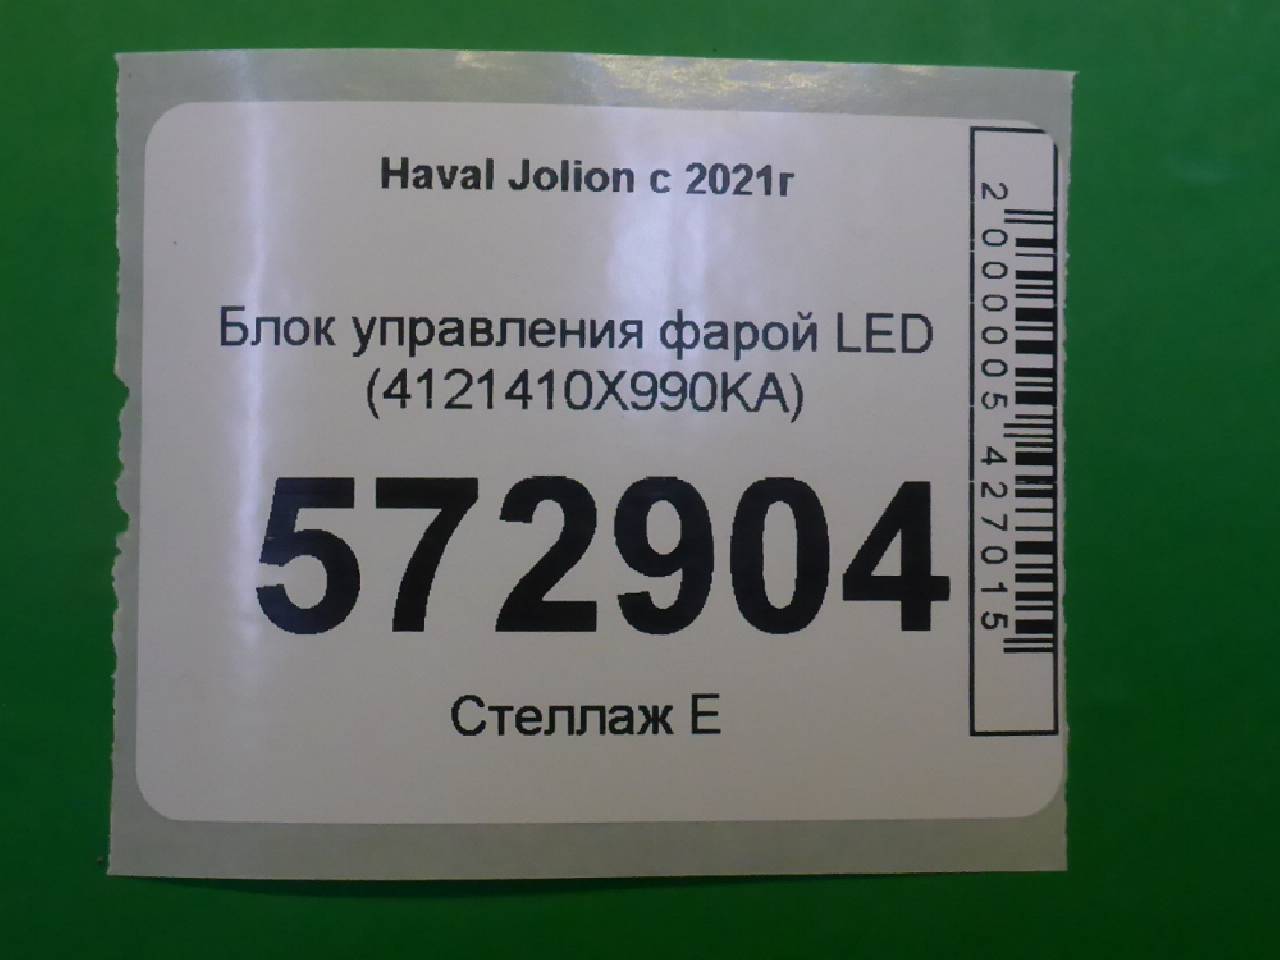 Haval Jolion с 2021г
Блок управления фарой LED
(4121410X990KA)
572904
Стеллаж Е
2000005427015